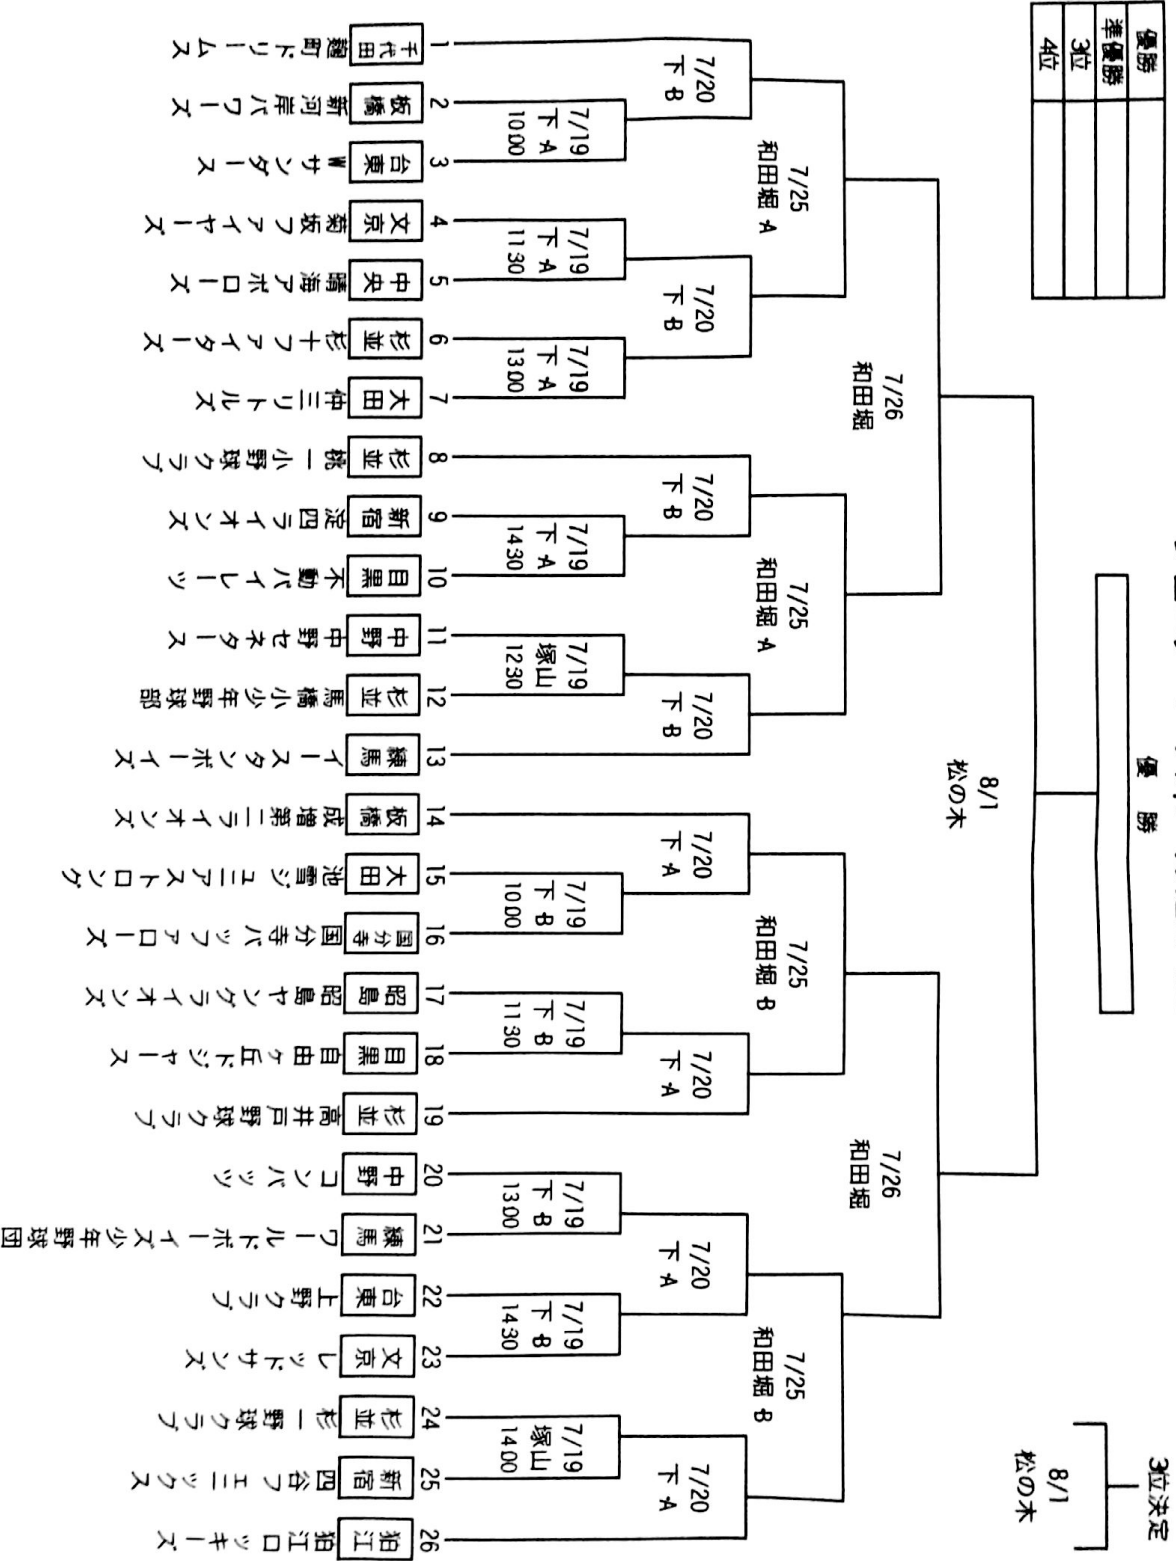 優勝
準優勝
3位
4位
優勝
3位決定
8/1
松の木
8/1
松の木
7/26
和田堀
7/26
和田堀
7/25
和田堀 A
7/25
和田堀 A
7/25
和田堀 B
7/25
和田堀 B
7/20
下 B
7/20
下 B
7/20
下 B
7/20
下 B
7/20
下 A
7/20
下 A
7/20
下 A
7/20
下 A
7/19
下 A
10:00
7/19
下 A
11:30
7/19
下 A
13:00
7/19
下 A
14:30
7/19
塚山
12:30
7/19
下 B
10:00
7/19
下 B
11:30
7/19
下 B
13:00
7/19
下 B
14:30
7/19
塚山
14:00
1 千代田 麹町ドリームス
2 板橋 新河岸パワーズ
3 台東 Wサンダース
4 文京 菊坂ファイヤーズ
5 中央 晴海アポローズ
6 杉並 杉十ファイターズ
7 大田 仲三リトルズ
8 杉並 桃一小野球クラブ
9 新宿 淀四ライオンズ
10 目黒 不動パイレーツ
11 中野 中野セネタース
12 杉並 馬橋小少年野球部
13 練馬 イースタンボーイズ
14 板橋 成増第二ライオンズ
15 大田 池雪ジュニアストロング
16 国分寺 国分寺バッファローズ
17 昭島 昭島ヤングライオンズ
18 目黒 自由ヶ丘ドジャース
19 杉並 高井戸野球クラブ
20 中野 コンバッツ
21 練馬 ワールドボーイズ少年野球団
22 台東 上野クラブ
23 文京 レッドサンズ
24 杉並 杉一野球クラブ
25 新宿 四谷フェニックス
26 狛江 狛江ロッキーズ